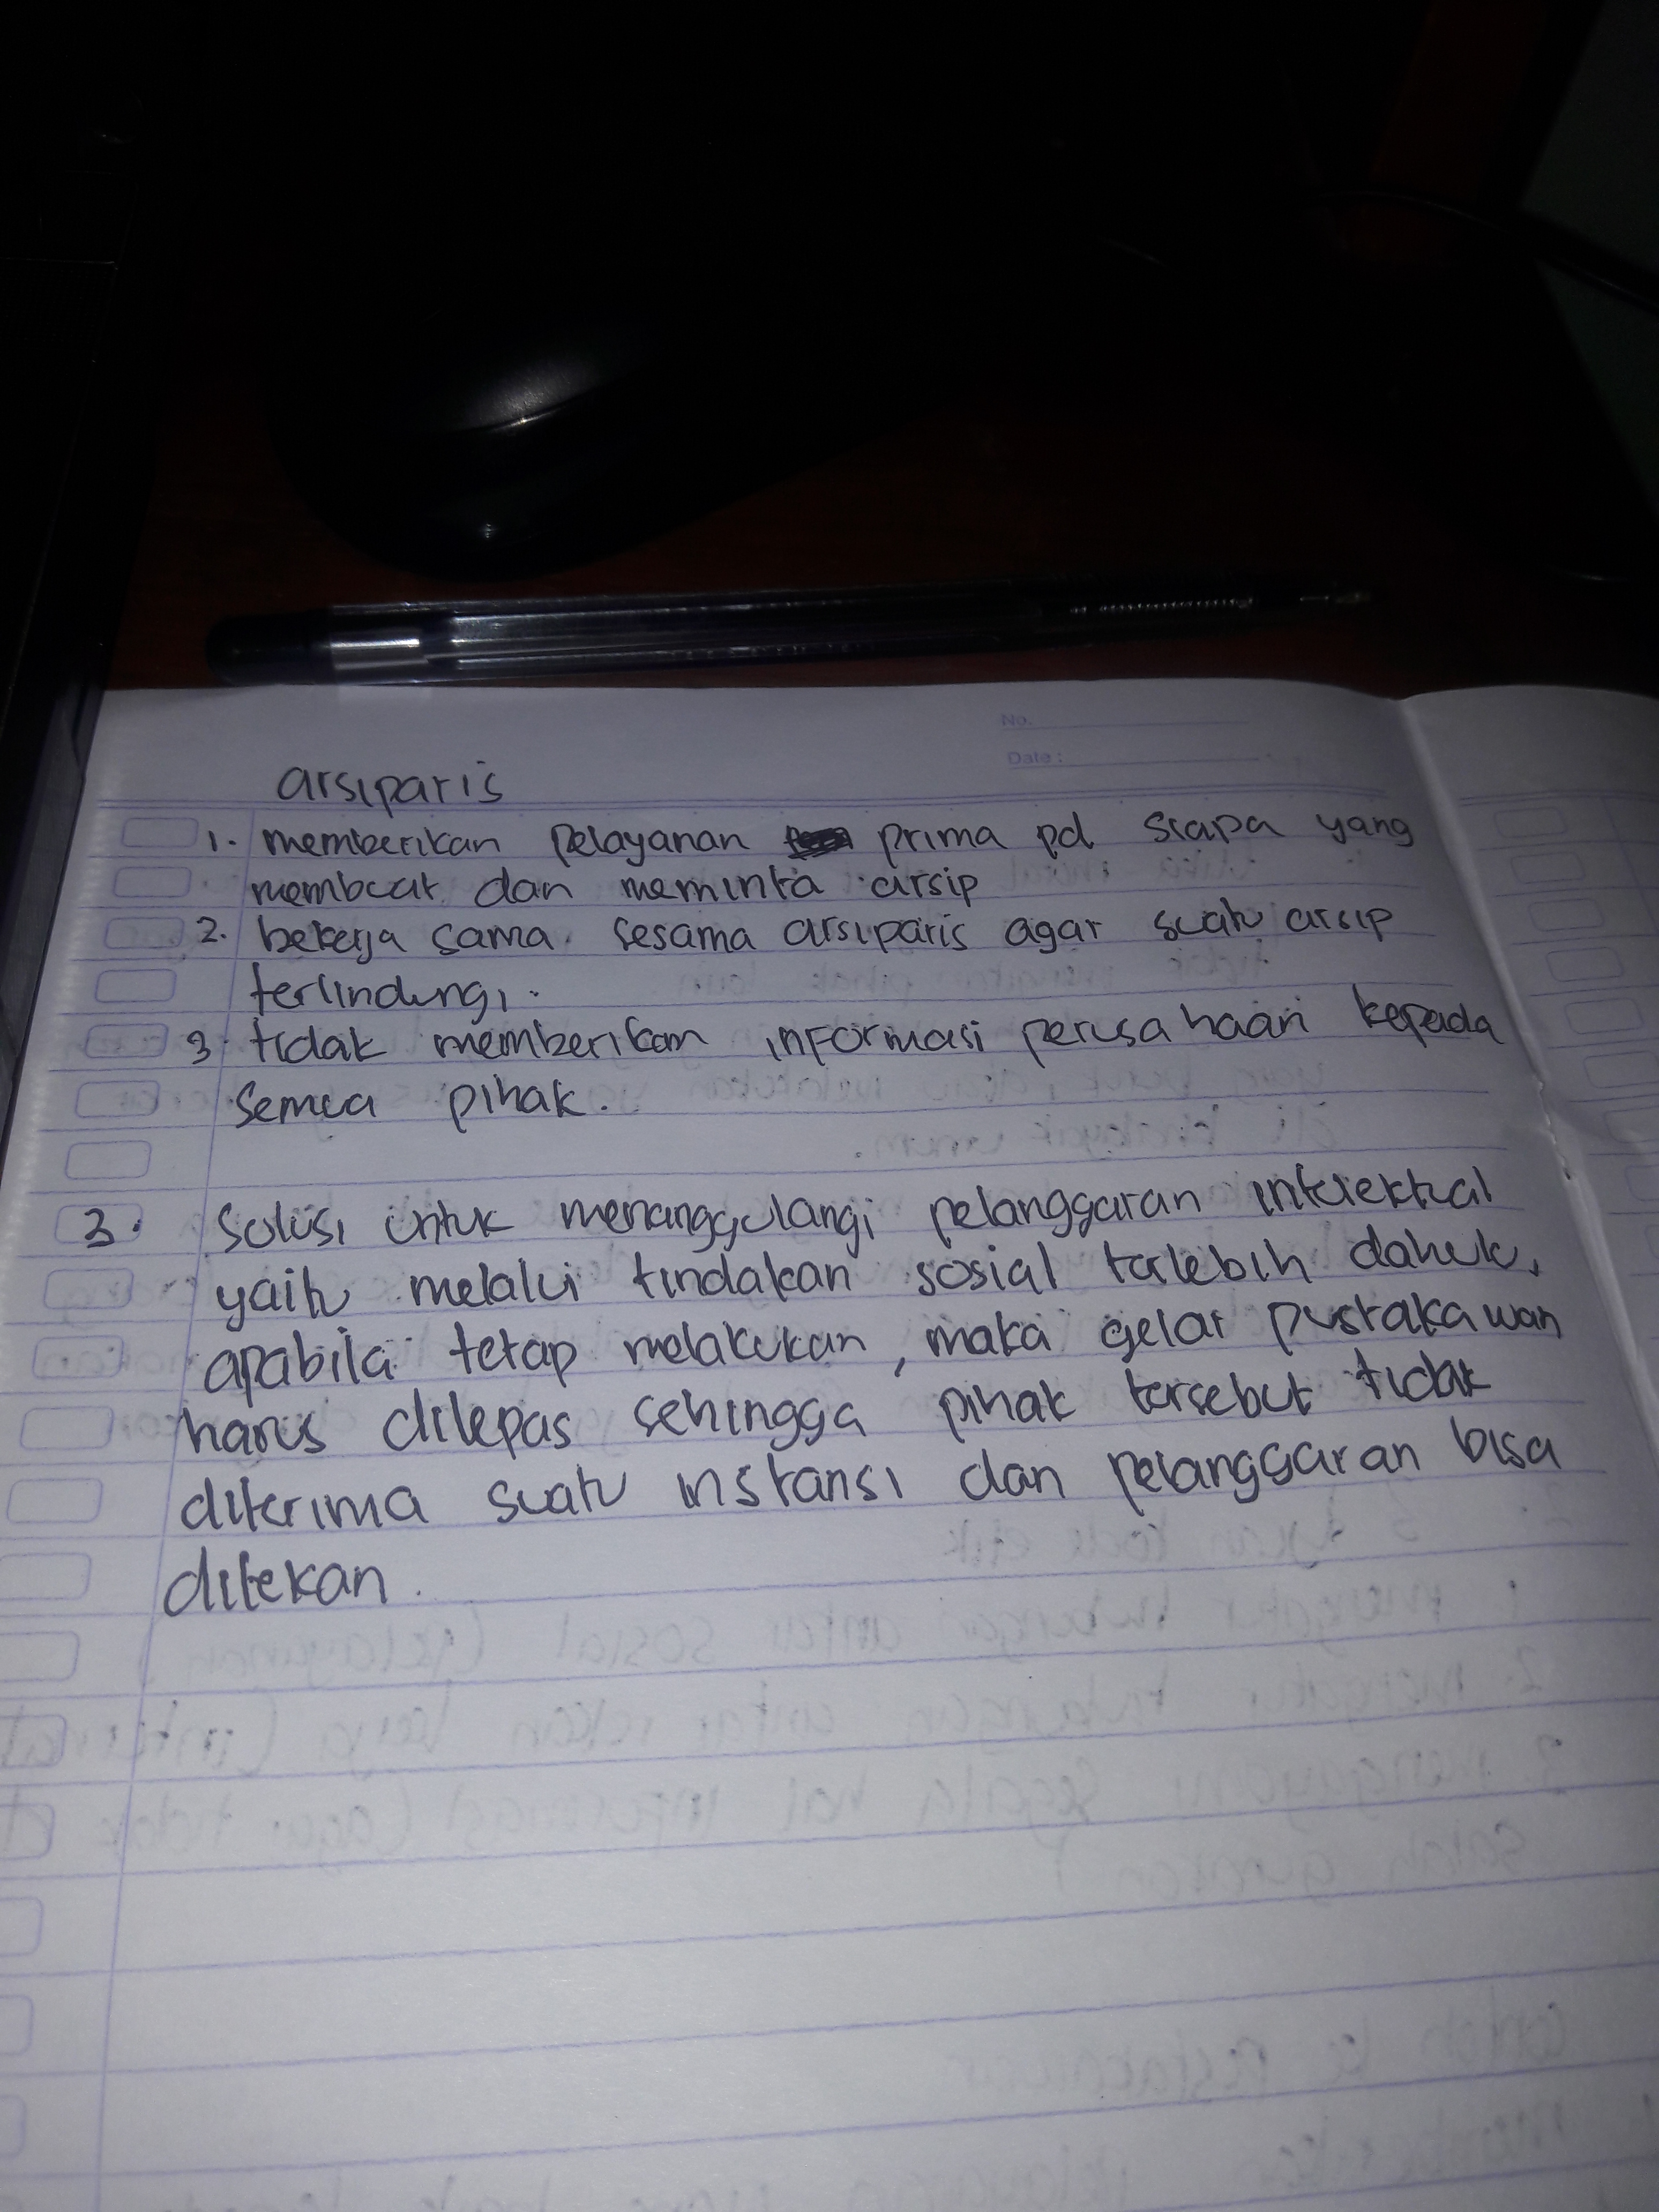 No.
Date :
arsiparis
1. memberikan pelayanan prima pd siapa yang
membuat dan meminta arsip
2. bekerja sama sesama arsiparis agar suatu arsip
terlindungi.
3. tidak memberikan informasi perusahaan kepada
semua pihak.
3. Solusi untuk menanggulangi pelanggaran intelektual
yaitu melalui tindakan sosial terlebih dahulu,
apabila tetap melakukan, maka gelar pustakawan
harus dilepas sehingga pihak tersebut tidak
diterima suatu instansi dan pelanggaran bisa
ditekan.